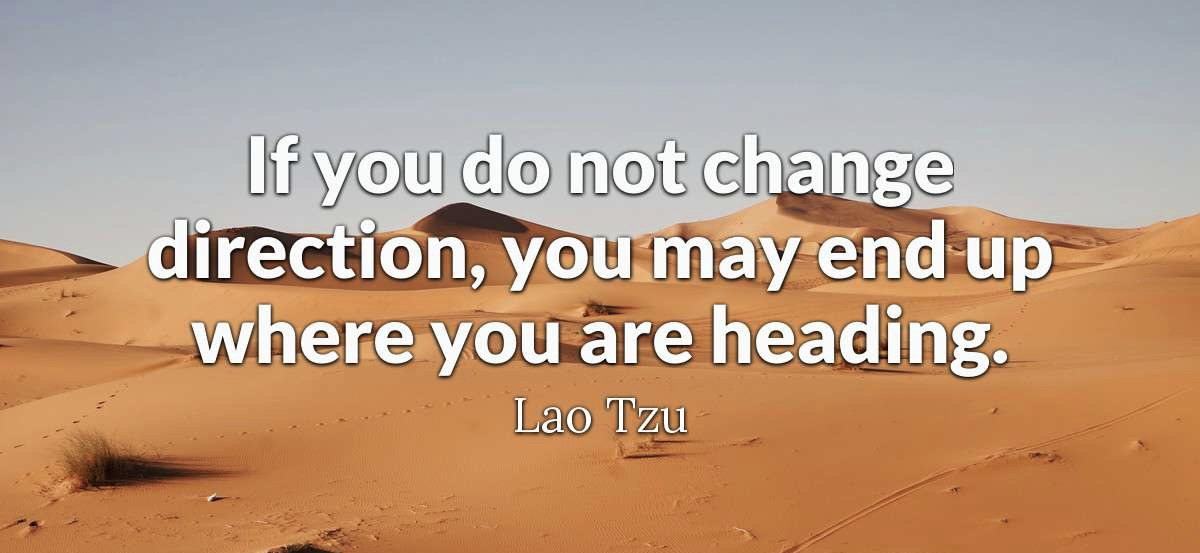 If you do not change
direction, you may end up
where you are heading.
Lao Tzu